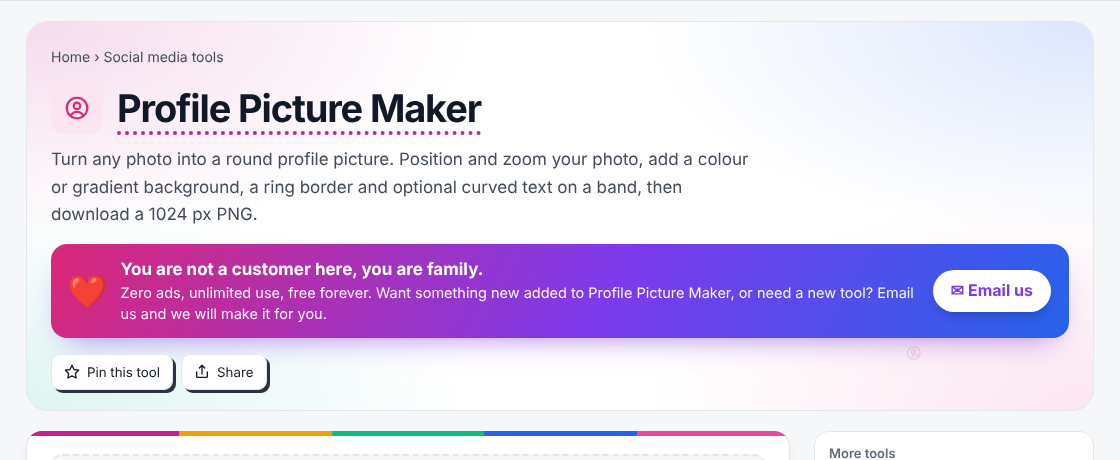 Home › Social media tools
Profile Picture Maker
Turn any photo into a round profile picture. Position and zoom your photo, add a colour
or gradient background, a ring border and optional curved text on a band, then
download a 1024 px PNG.
You are not a customer here, you are family.
Zero ads, unlimited use, free forever. Want something new added to Profile Picture Maker, or need a new tool? Email
us and we will make it for you.
✉ Email us
Pin this tool
Share
More tools